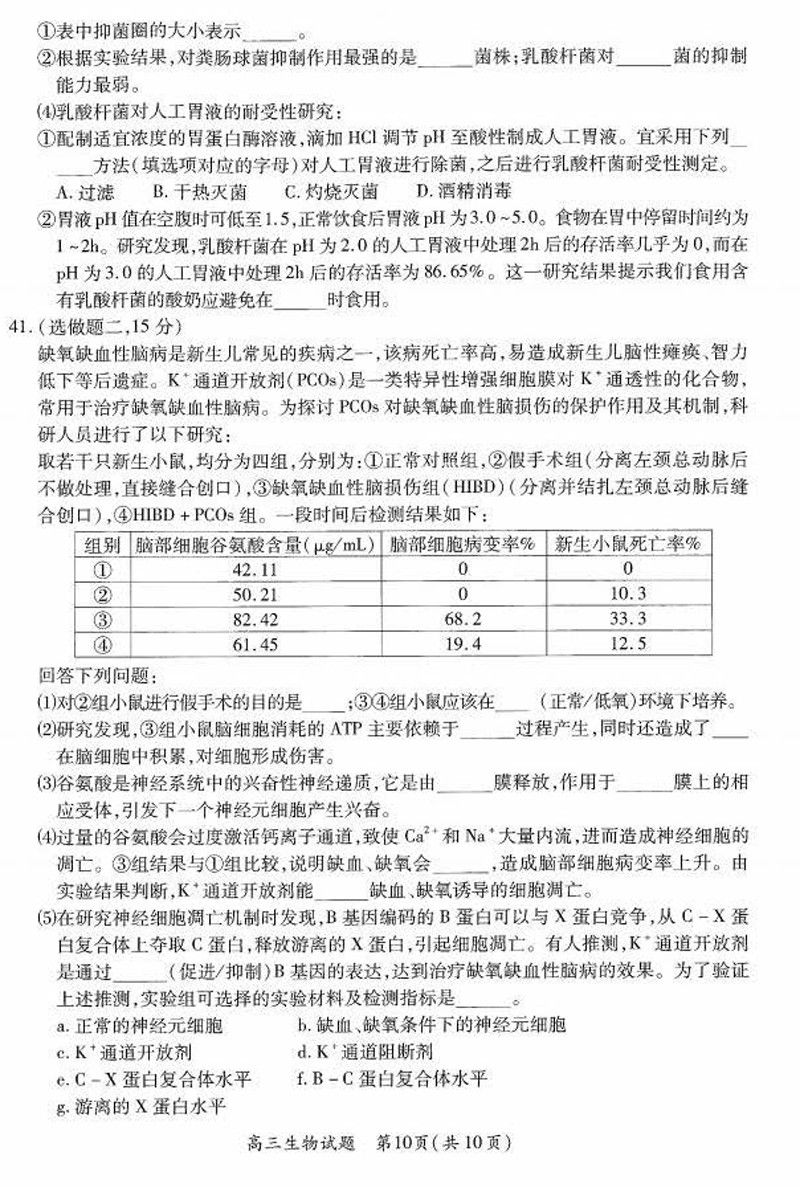 ①表中抑菌圈的大小表示______。
②根据实验结果,对粪肠球菌抑制作用最强的是______菌株;乳酸杆菌对______菌的抑制
能力最弱。
⑷乳酸杆菌对人工胃液的耐受性研究:
①配制适宜浓度的胃蛋白酶溶液,滴加 HCl 调节 pH 至酸性制成人工胃液。宜采用下列__
____方法(填选项对应的字母)对人工胃液进行除菌,之后进行乳酸杆菌耐受性测定。
A. 过滤 B. 干热灭菌 C. 灼烧灭菌 D. 酒精消毒
②胃液 pH 值在空腹时可低至1.5,正常饮食后胃液 pH 为3.0~5.0。食物在胃中停留时间约为
1~2h。研究发现,乳酸杆菌在 pH 为 2.0 的人工胃液中处理 2h 后的存活率几乎为 0,而在
pH 为 3.0 的人工胃液中处理 2h 后的存活率为 86.65%。这一研究结果提示我们食用含
有乳酸杆菌的酸奶应避免在______时食用。
41.(选做题二,15 分)
缺氧缺血性脑病是新生儿常见的疾病之一,该病死亡率高,易造成新生儿脑性瘫痪、智力
低下等后遗症。K⁺通道开放剂(PCOs)是一类特异性增强细胞膜对 K⁺通透性的化合物,
常用于治疗缺氧缺血性脑病。为探讨 PCOs 对缺氧缺血性脑损伤的保护作用及其机制,科
研人员进行了以下研究:
取若干只新生小鼠,均分为四组,分别为:①正常对照组,②假手术组(分离左颈总动脉后
不做处理,直接缝合创口),③缺氧缺血性脑损伤组(HIBD)(分离并结扎左颈总动脉后缝
合创口),④HIBD + PCOs 组。一段时间后检测结果如下:
组别 脑部细胞谷氨酸含量(μg/mL) 脑部细胞病变率% 新生小鼠死亡率%
① 42.11 0 0
② 50.21 0 10.3
③ 82.42 68.2 33.3
④ 61.45 19.4 12.5
回答下列问题:
⑴对②组小鼠进行假手术的目的是____;③④组小鼠应该在____(正常/低氧)环境下培养。
⑵研究发现,③组小鼠脑细胞消耗的 ATP 主要依赖于______过程产生,同时还造成了____
在脑细胞中积累,对细胞形成伤害。
⑶谷氨酸是神经系统中的兴奋性神经递质,它是由______膜释放,作用于______膜上的相
应受体,引发下一个神经元细胞产生兴奋。
⑷过量的谷氨酸会过度激活钙离子通道,致使 Ca²⁺ 和 Na⁺大量内流,进而造成神经细胞的
凋亡。③组结果与①组比较,说明缺血、缺氧会______,造成脑部细胞病变率上升。由
实验结果判断,K⁺通道开放剂能______缺血、缺氧诱导的细胞凋亡。
⑸在研究神经细胞凋亡机制时发现,B 基因编码的 B 蛋白可以与 X 蛋白竞争,从 C-X 蛋
白复合体上夺取 C 蛋白,释放游离的 X 蛋白,引起细胞凋亡。有人推测,K⁺通道开放剂
是通过______(促进/抑制)B 基因的表达,达到治疗缺氧缺血性脑病的效果。为了验证
上述推测,实验组可选择的实验材料及检测指标是______。
a. 正常的神经元细胞 b. 缺血、缺氧条件下的神经元细胞
c. K⁺通道开放剂 d. K⁺通道阻断剂
e. C-X 蛋白复合体水平 f. B-C 蛋白复合体水平
g. 游离的 X 蛋白水平
高三生物试题 第10页(共10页)